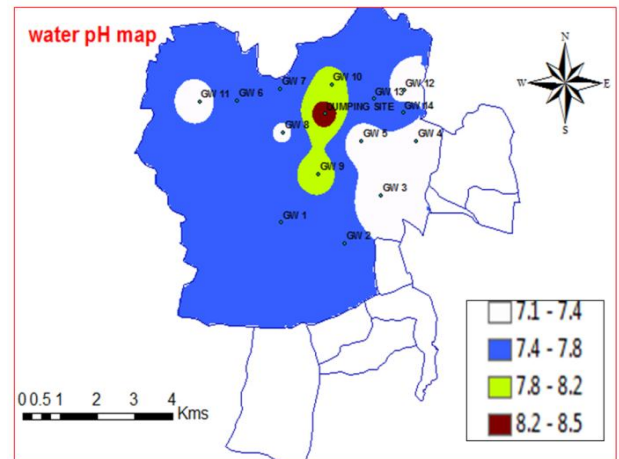 water pH map
N
W E
S
GW 7
GW 10
GW 12
GW 11
GW 6
GW 13
DUMPING SITE
GW 14
GW 8
GW 5
GW 4
GW 9
GW 3
GW 1
GW 2
7.1 - 7.4
7.4 - 7.8
7.8 - 8.2
8.2 - 8.5
0 0.5 1 2 3 4
Kms